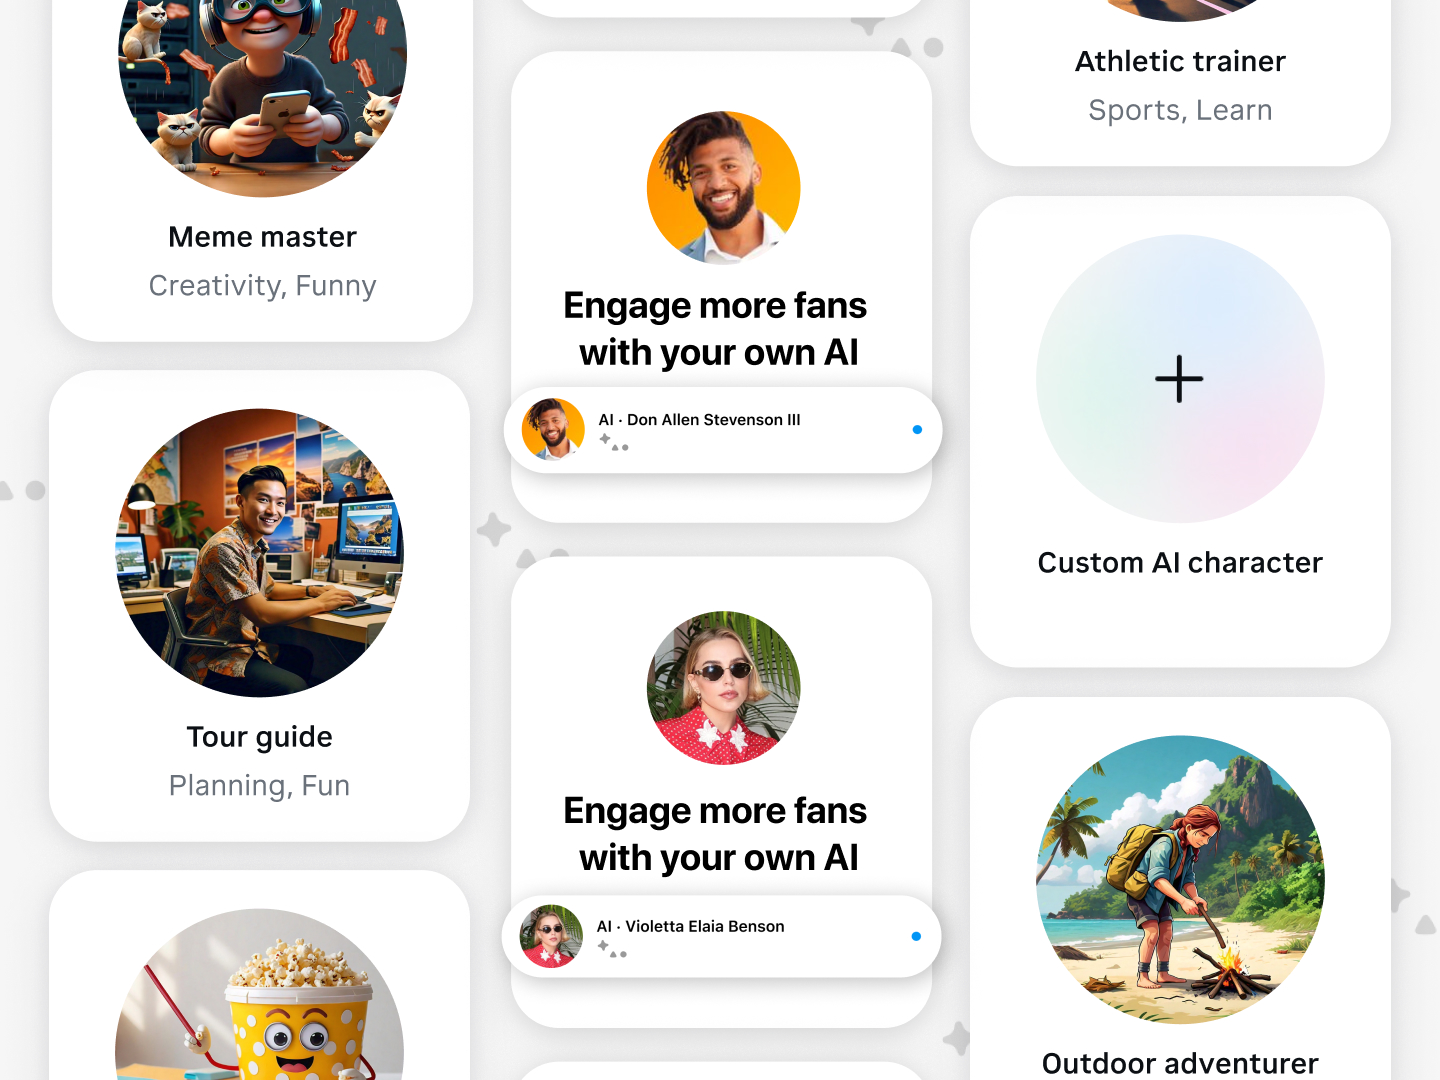 Meme master
Creativity, Funny
Tour guide
Planning, Fun
Engage more fans
with your own AI
AI · Don Allen Stevenson III
Engage more fans
with your own AI
AI · Violetta Elaia Benson
Athletic trainer
Sports, Learn
Custom AI character
Outdoor adventurer